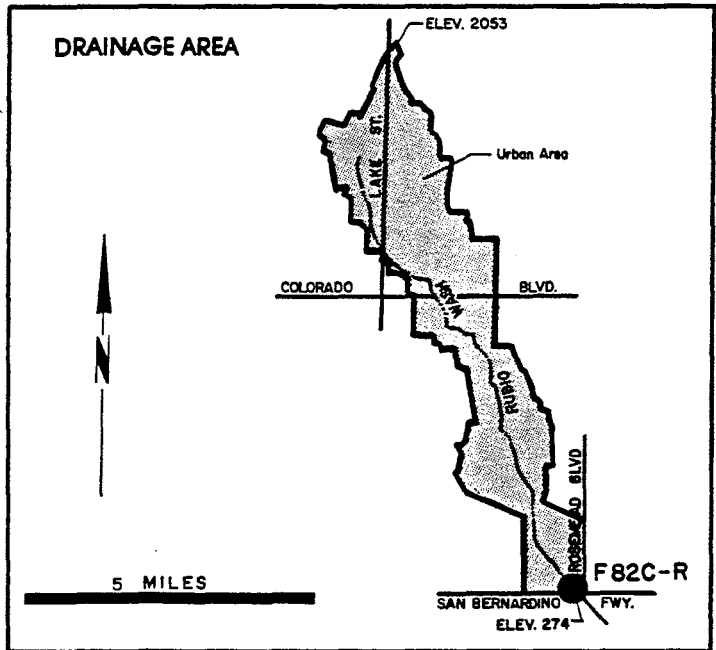 DRAINAGE AREA
ELEV. 2053
LAKE ST.
Urban Area
COLORADO BLVD.
WASH
RUBIO
N
ROSEMEAD BLVD
5 MILES
F82C-R
SAN BERNARDINO FWY.
ELEV. 274